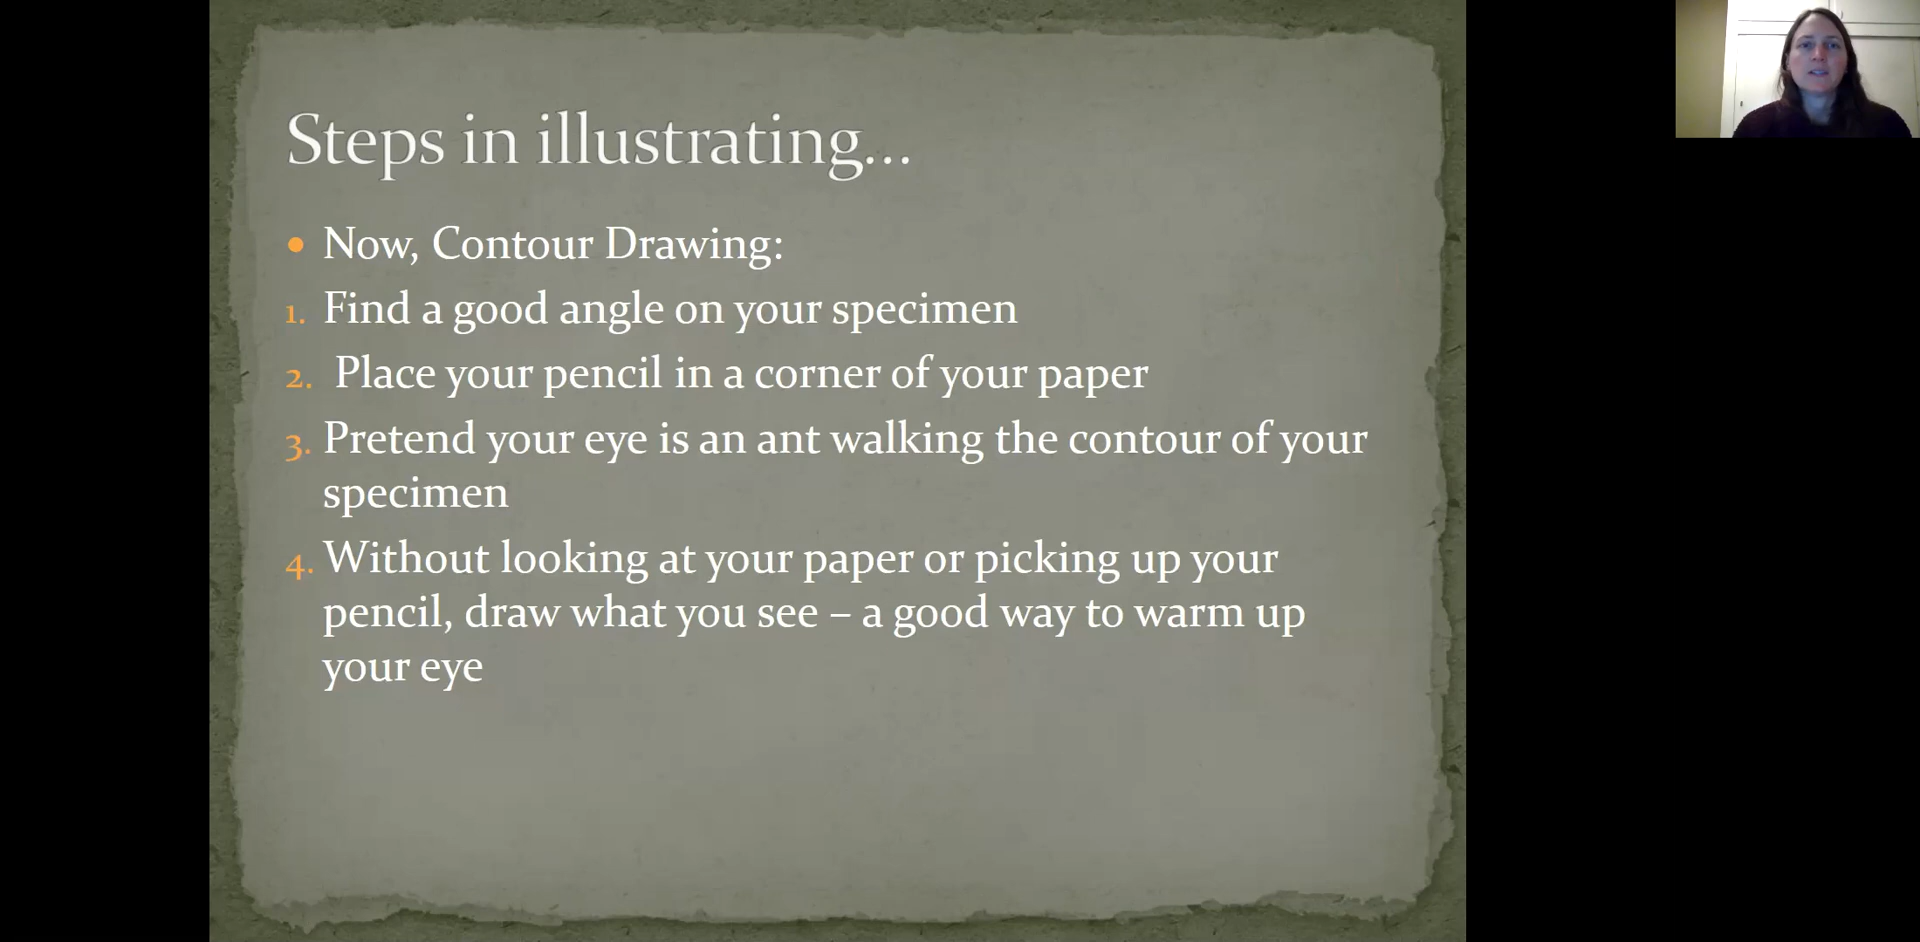 Steps in illustrating...
• Now, Contour Drawing:
1. Find a good angle on your specimen
2. Place your pencil in a corner of your paper
3. Pretend your eye is an ant walking the contour of your
specimen
4. Without looking at your paper or picking up your
pencil, draw what you see – a good way to warm up
your eye